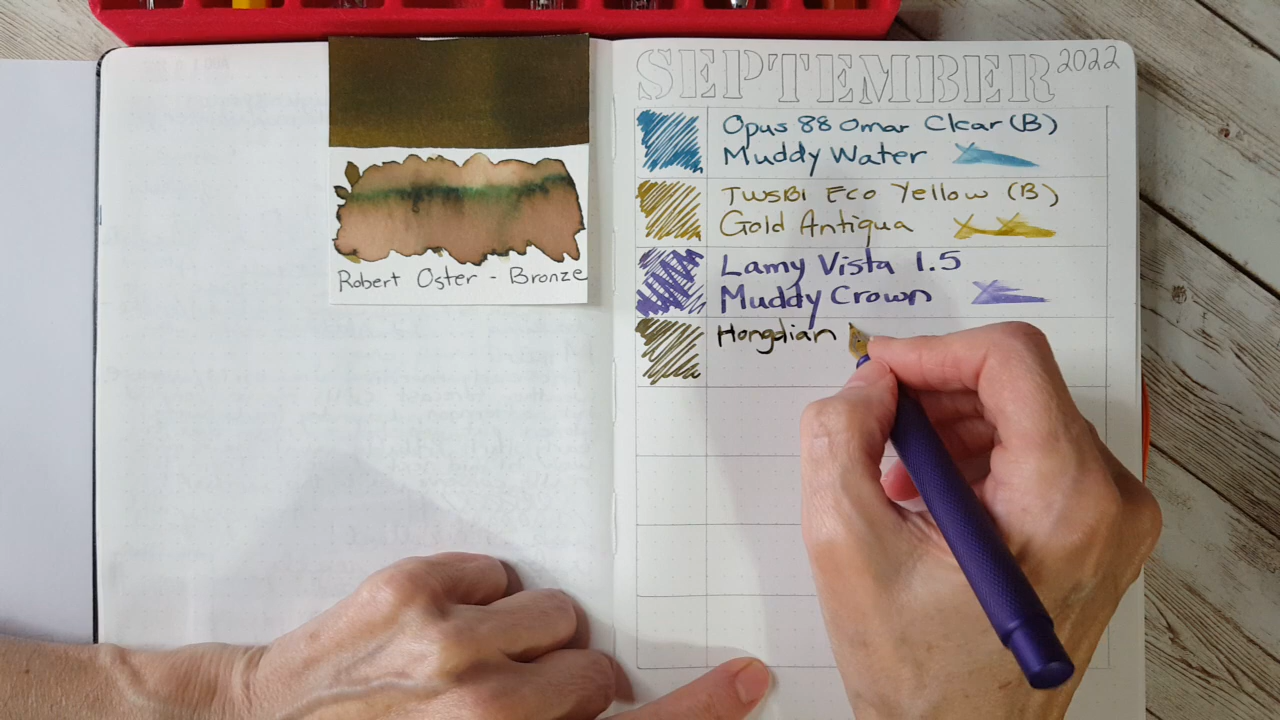 SEPTEMBER 2022
Opus 88 Omar Clear (B)
Muddy Water
TWSBI Eco Yellow (B)
Gold Antiqua
Lamy Vista 1.5
Muddy Crown
Hongdian
Robert Oster - Bronze